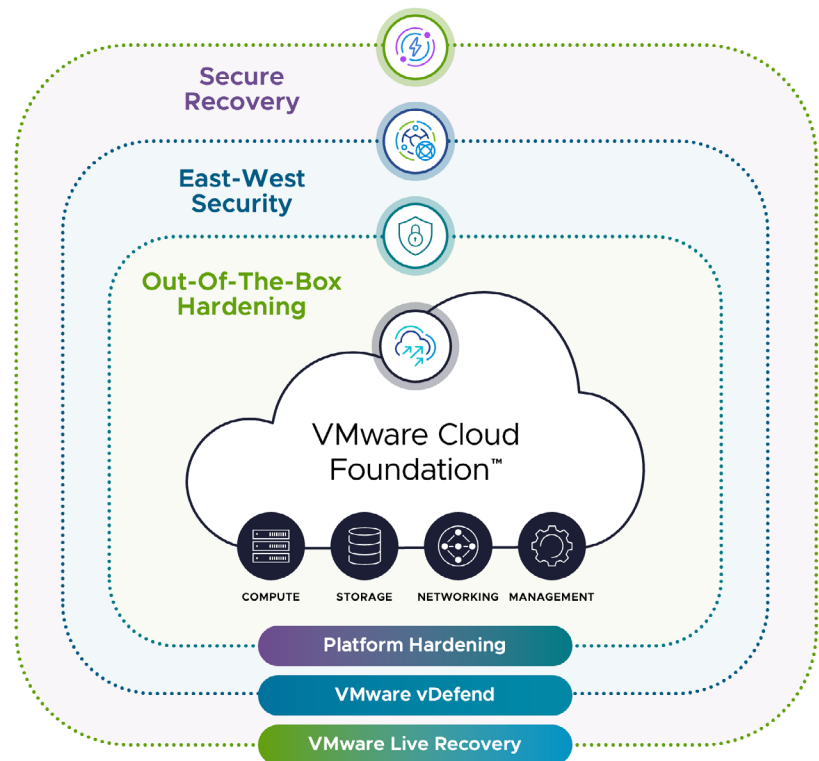 Secure
Recovery
East-West
Security
Out-Of-The-Box
Hardening
VMware Cloud
Foundation™
COMPUTE STORAGE NETWORKING MANAGEMENT
Platform Hardening
VMware vDefend
VMware Live Recovery